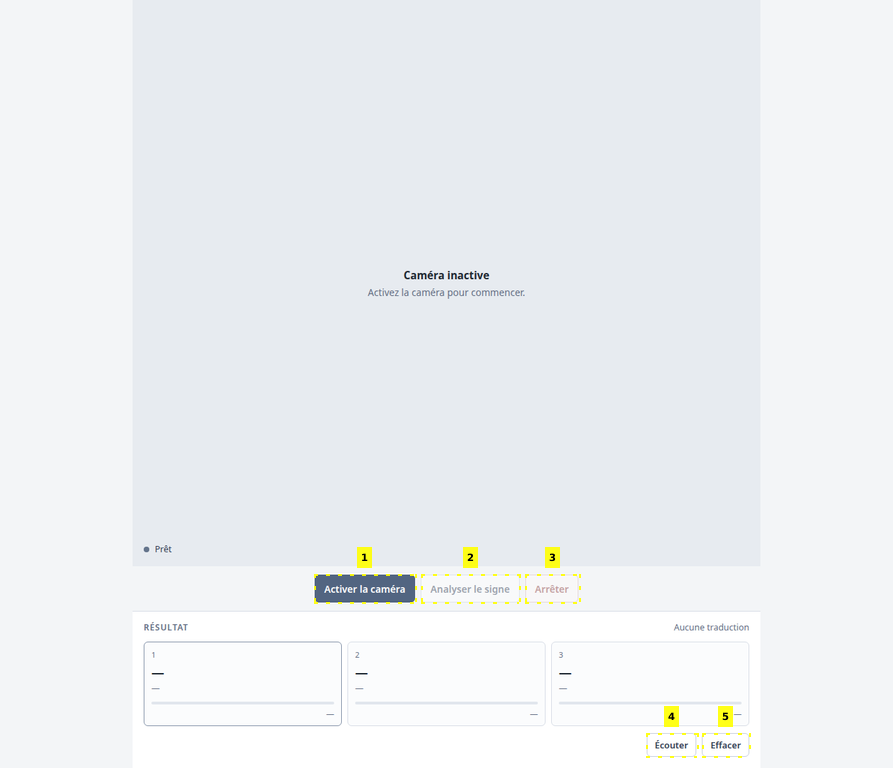 Caméra inactive
Activez la caméra pour commencer.
Prêt
1 2 3
Activer la caméra Analyser le signe Arrêter
RÉSULTAT Aucune traduction
1 2 3
— — —
— — —
— — —
4 5
Écouter Effacer